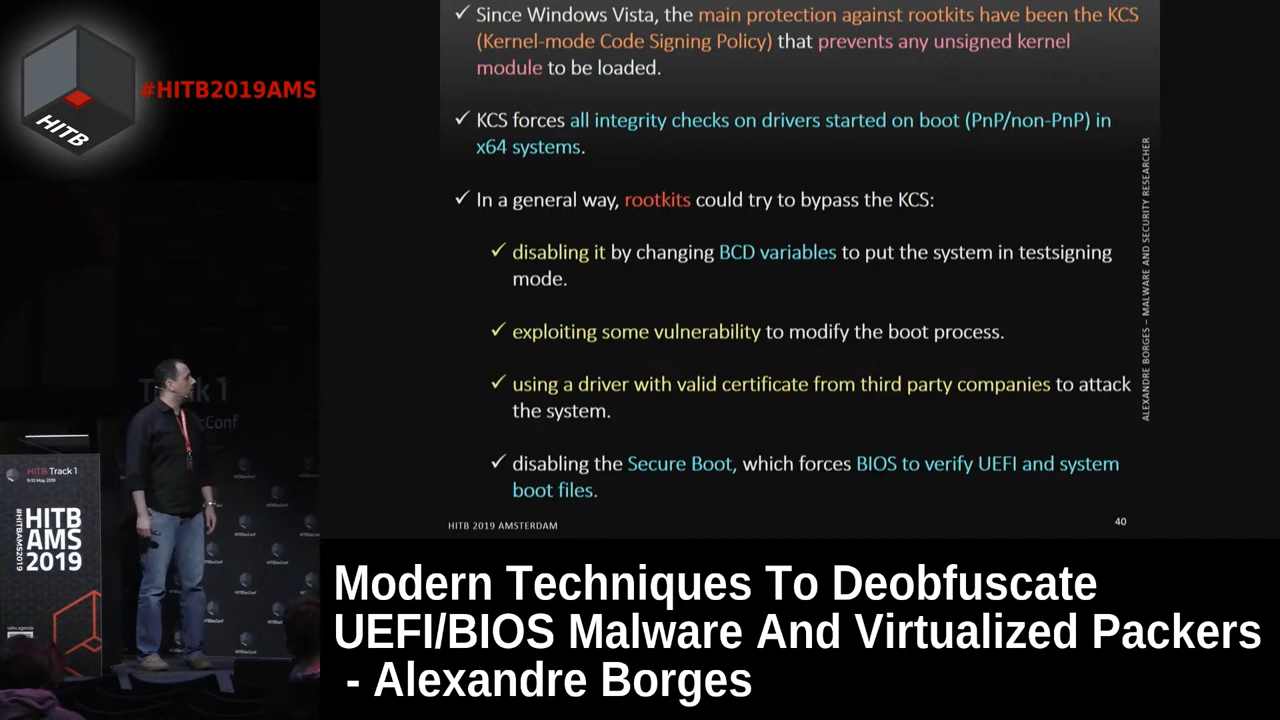 #HITB2019AMS
HITB
✓ Since Windows Vista, the main protection against rootkits have been the KCS
(Kernel-mode Code Signing Policy) that prevents any unsigned kernel
module to be loaded.
✓ KCS forces all integrity checks on drivers started on boot (PnP/non-PnP) in
x64 systems.
✓ In a general way, rootkits could try to bypass the KCS:
✓ disabling it by changing BCD variables to put the system in testsigning
mode.
✓ exploiting some vulnerability to modify the boot process.
✓ using a driver with valid certificate from third party companies to attack
the system.
✓ disabling the Secure Boot, which forces BIOS to verify UEFI and system
boot files.
HITB 2019 AMSTERDAM
40
ALEXANDRE BORGES – MALWARE AND SECURITY RESEARCHER
HITB Track 1
9-10 May 2019
#HITBAMS2019
HITB
AMS
2019
Modern Techniques To Deobfuscate
UEFI/BIOS Malware And Virtualized Packers
- Alexandre Borges